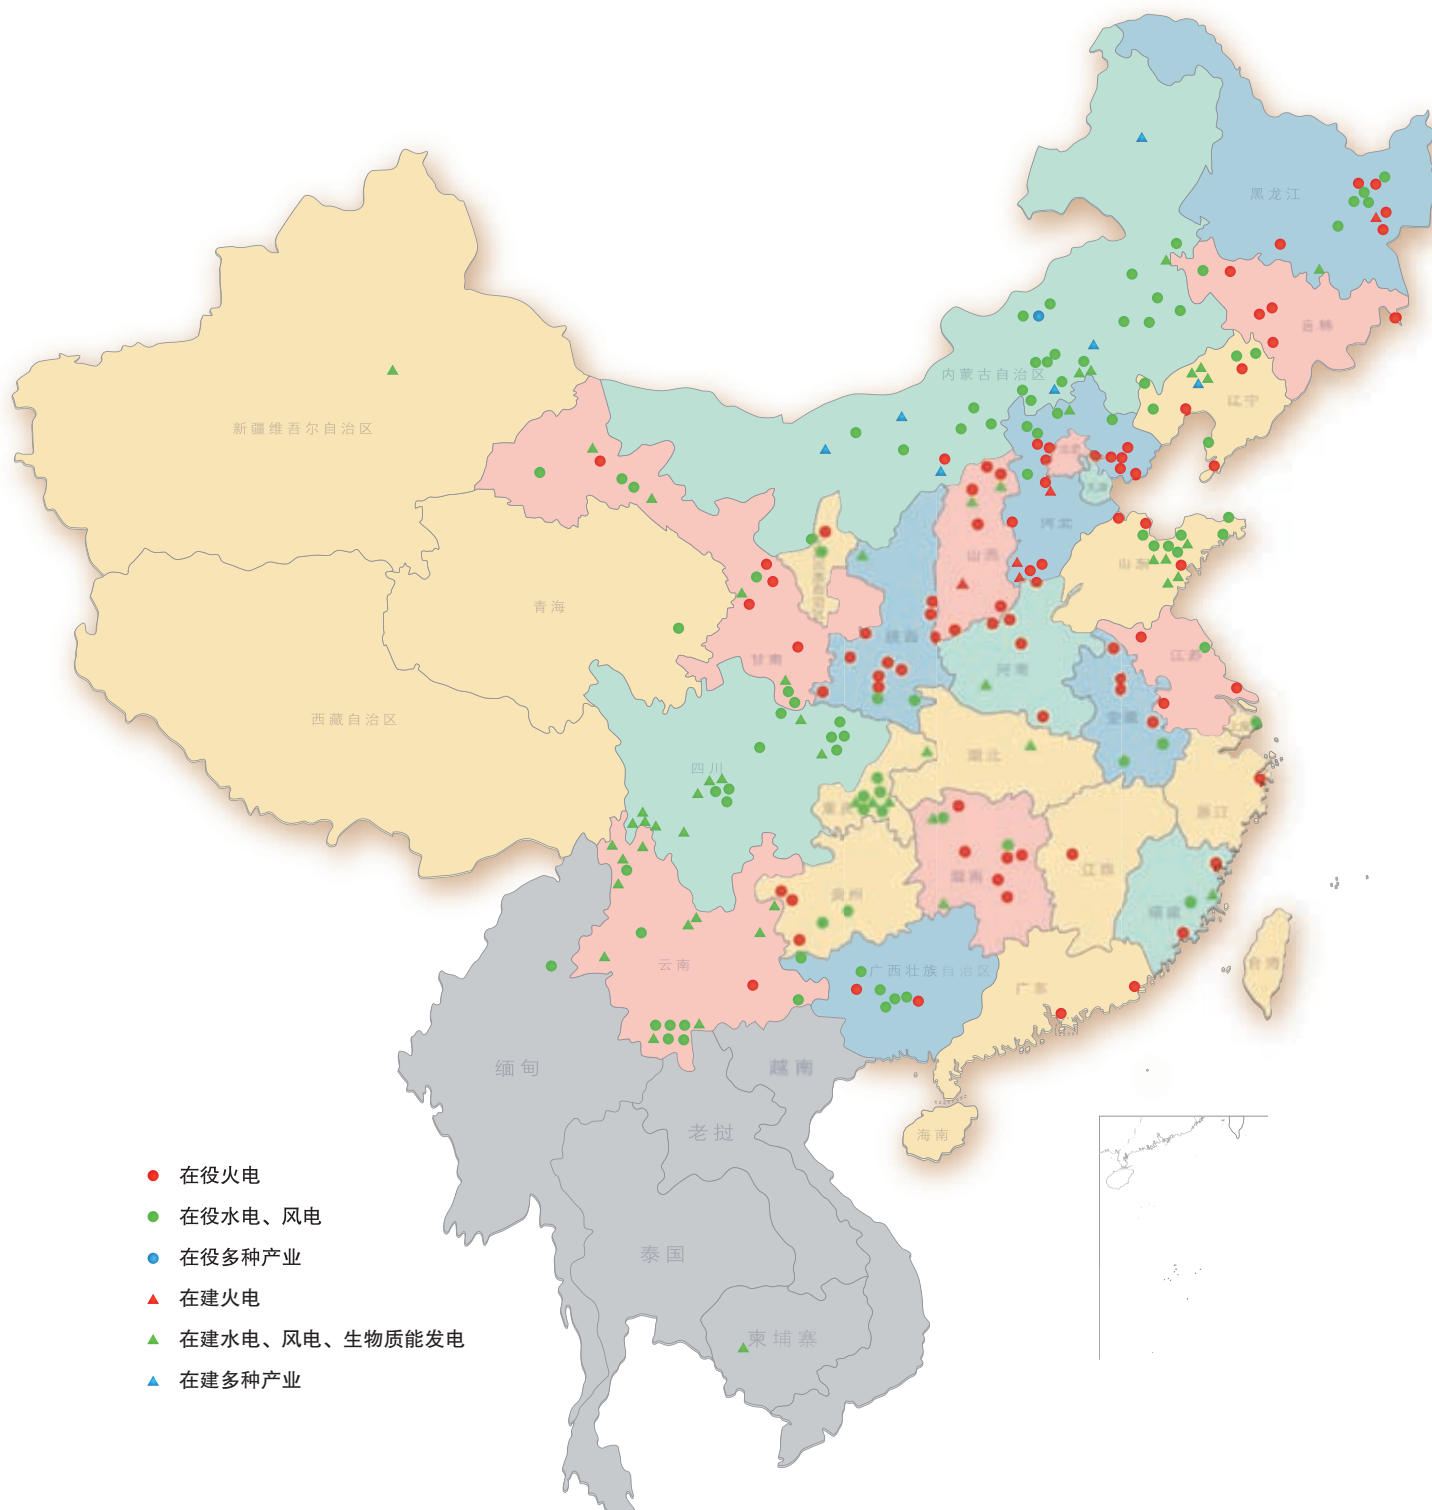 黑龙江
吉林
内蒙古自治区
辽宁
新疆维吾尔自治区
北京
天津
河北
山西
山东
宁夏回族自治区
青海
陕西
甘肃
河南
江苏
西藏自治区
安徽
上海
四川
湖北
重庆
浙江
湖南
江西
贵州
福建
云南
广西壮族自治区
台湾
广东
缅甸
越南
老挝
海南
在役火电
在役水电、风电
泰国
在役多种产业
在建火电
在建水电、风电、生物质能发电
柬埔寨
在建多种产业